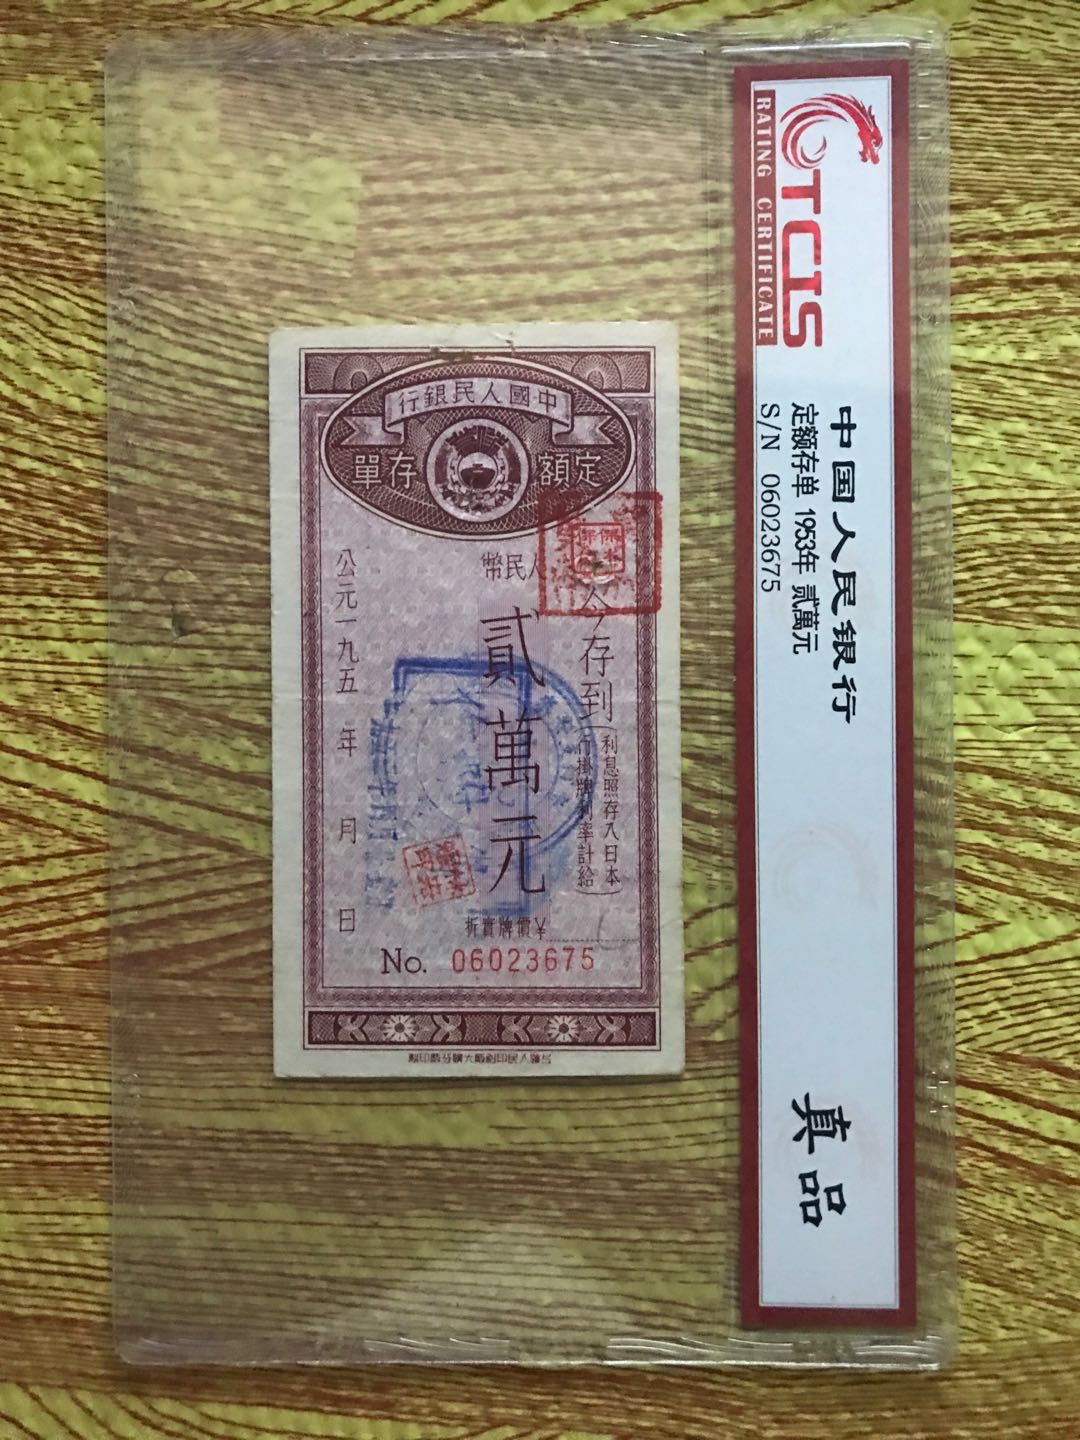 中國人民銀行
定額存單
今存到
(利息照存入日本
行掛牌利率計給)
人民幣
貳萬元
折實牌價¥
公元一九五 年 月 日
No. 06023675
TCIS
RATING CERTIFICATE
中国人民银行
定额存单 1953年 贰萬元
S/N 06023675
真品